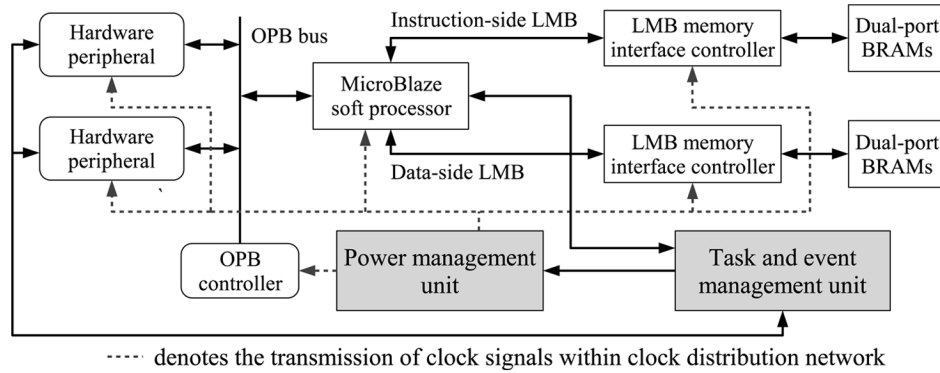 Hardware
peripheral
OPB bus
Instruction-side LMB
LMB memory
interface controller
Dual-port
BRAMs
MicroBlaze
soft processor
Hardware
peripheral
LMB memory
interface controller
Dual-port
BRAMs
Data-side LMB
OPB
controller
Power management
unit
Task and event
management unit
denotes the transmission of clock signals within clock distribution network